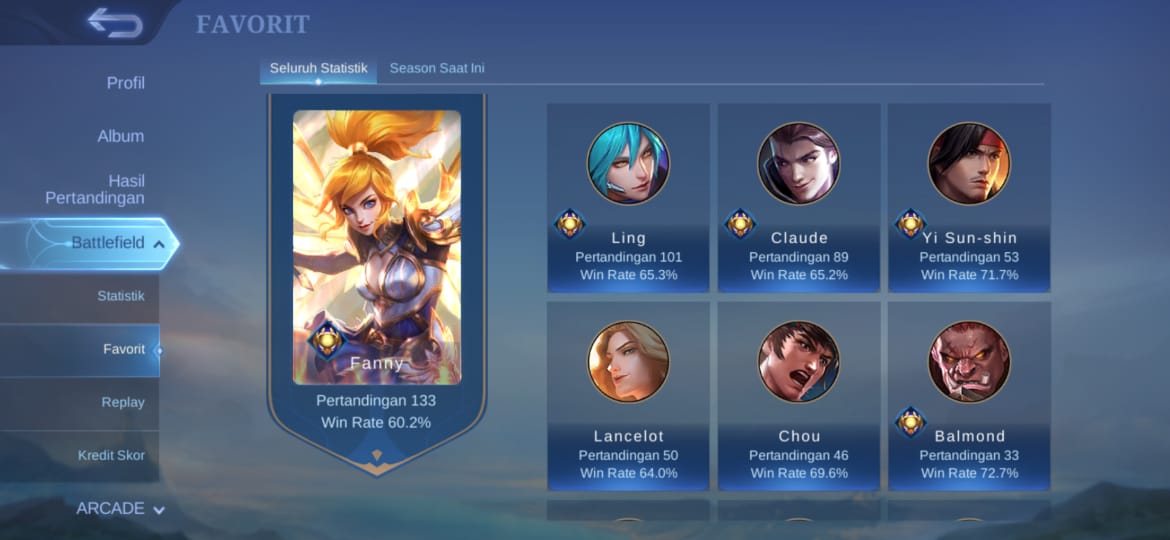 FAVORIT
Profil
Album
Hasil
Pertandingan
Battlefield
Statistik
Favorit
Replay
Kredit Skor
ARCADE
Seluruh Statistik
Season Saat Ini
Fanny
Pertandingan 133
Win Rate 60.2%
Ling
Pertandingan 101
Win Rate 65.3%
Claude
Pertandingan 89
Win Rate 65.2%
Yi Sun-shin
Pertandingan 53
Win Rate 71.7%
Lancelot
Pertandingan 50
Win Rate 64.0%
Chou
Pertandingan 46
Win Rate 69.6%
Balmond
Pertandingan 33
Win Rate 72.7%